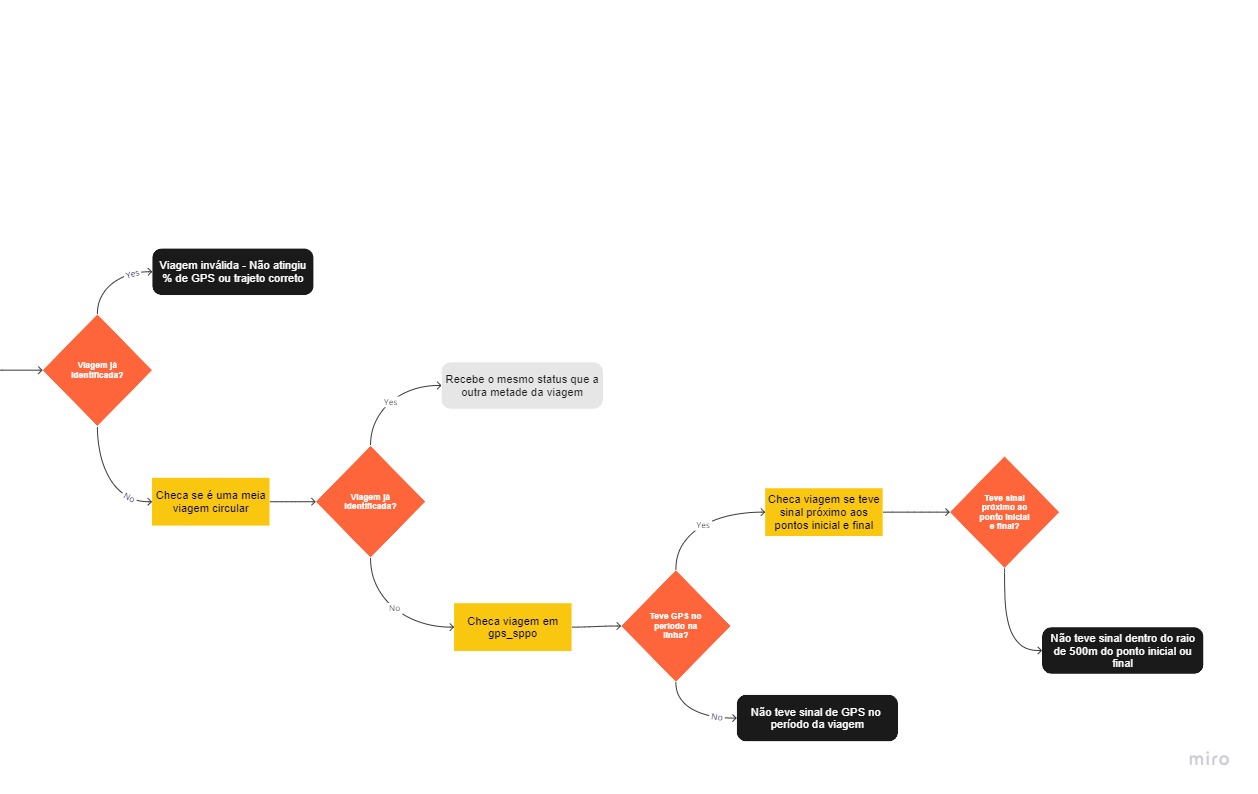 Viagem inválida - Não atingiu
% de GPS ou trajeto correto
Yes
Viagem já
identificada?
No
Checa se é uma meia
viagem circular
Recebe o mesmo status que a
outra metade da viagem
Yes
Viagem já
identificada?
No
Checa viagem em
gps_sppo
Teve GPS no
período na
linha?
Yes
Checa viagem se teve
sinal próximo aos
pontos inicial e final
No
Não teve sinal de GPS no
período da viagem
Teve sinal
próximo ao
ponto inicial
e final?
Não teve sinal dentro do raio
de 500m do ponto inicial ou
final
miro